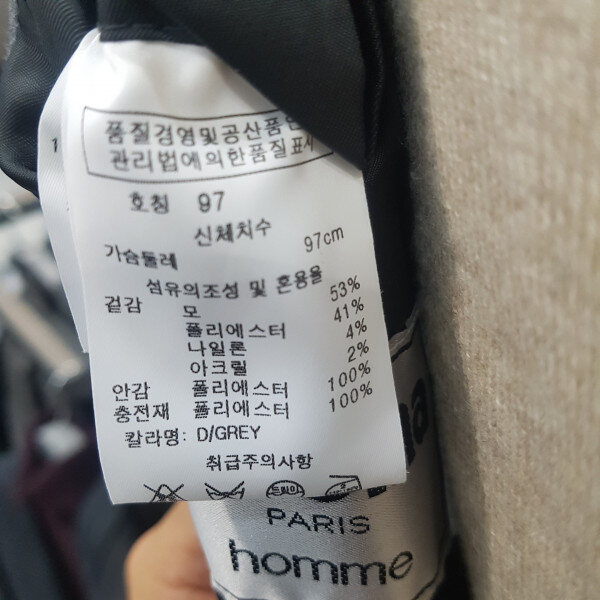 품질경영및공산품안
관리법에의한품질표시
호칭 97
신체치수
가슴둘레 97cm
섬유의조성 및 혼용율
겉감 모 53%
폴리에스터 41%
나일론 4%
아크릴 2%
안감 폴리에스터 100%
충전재 폴리에스터 100%
칼라명: D/GREY
취급주의사항
드라이
PARIS
homme